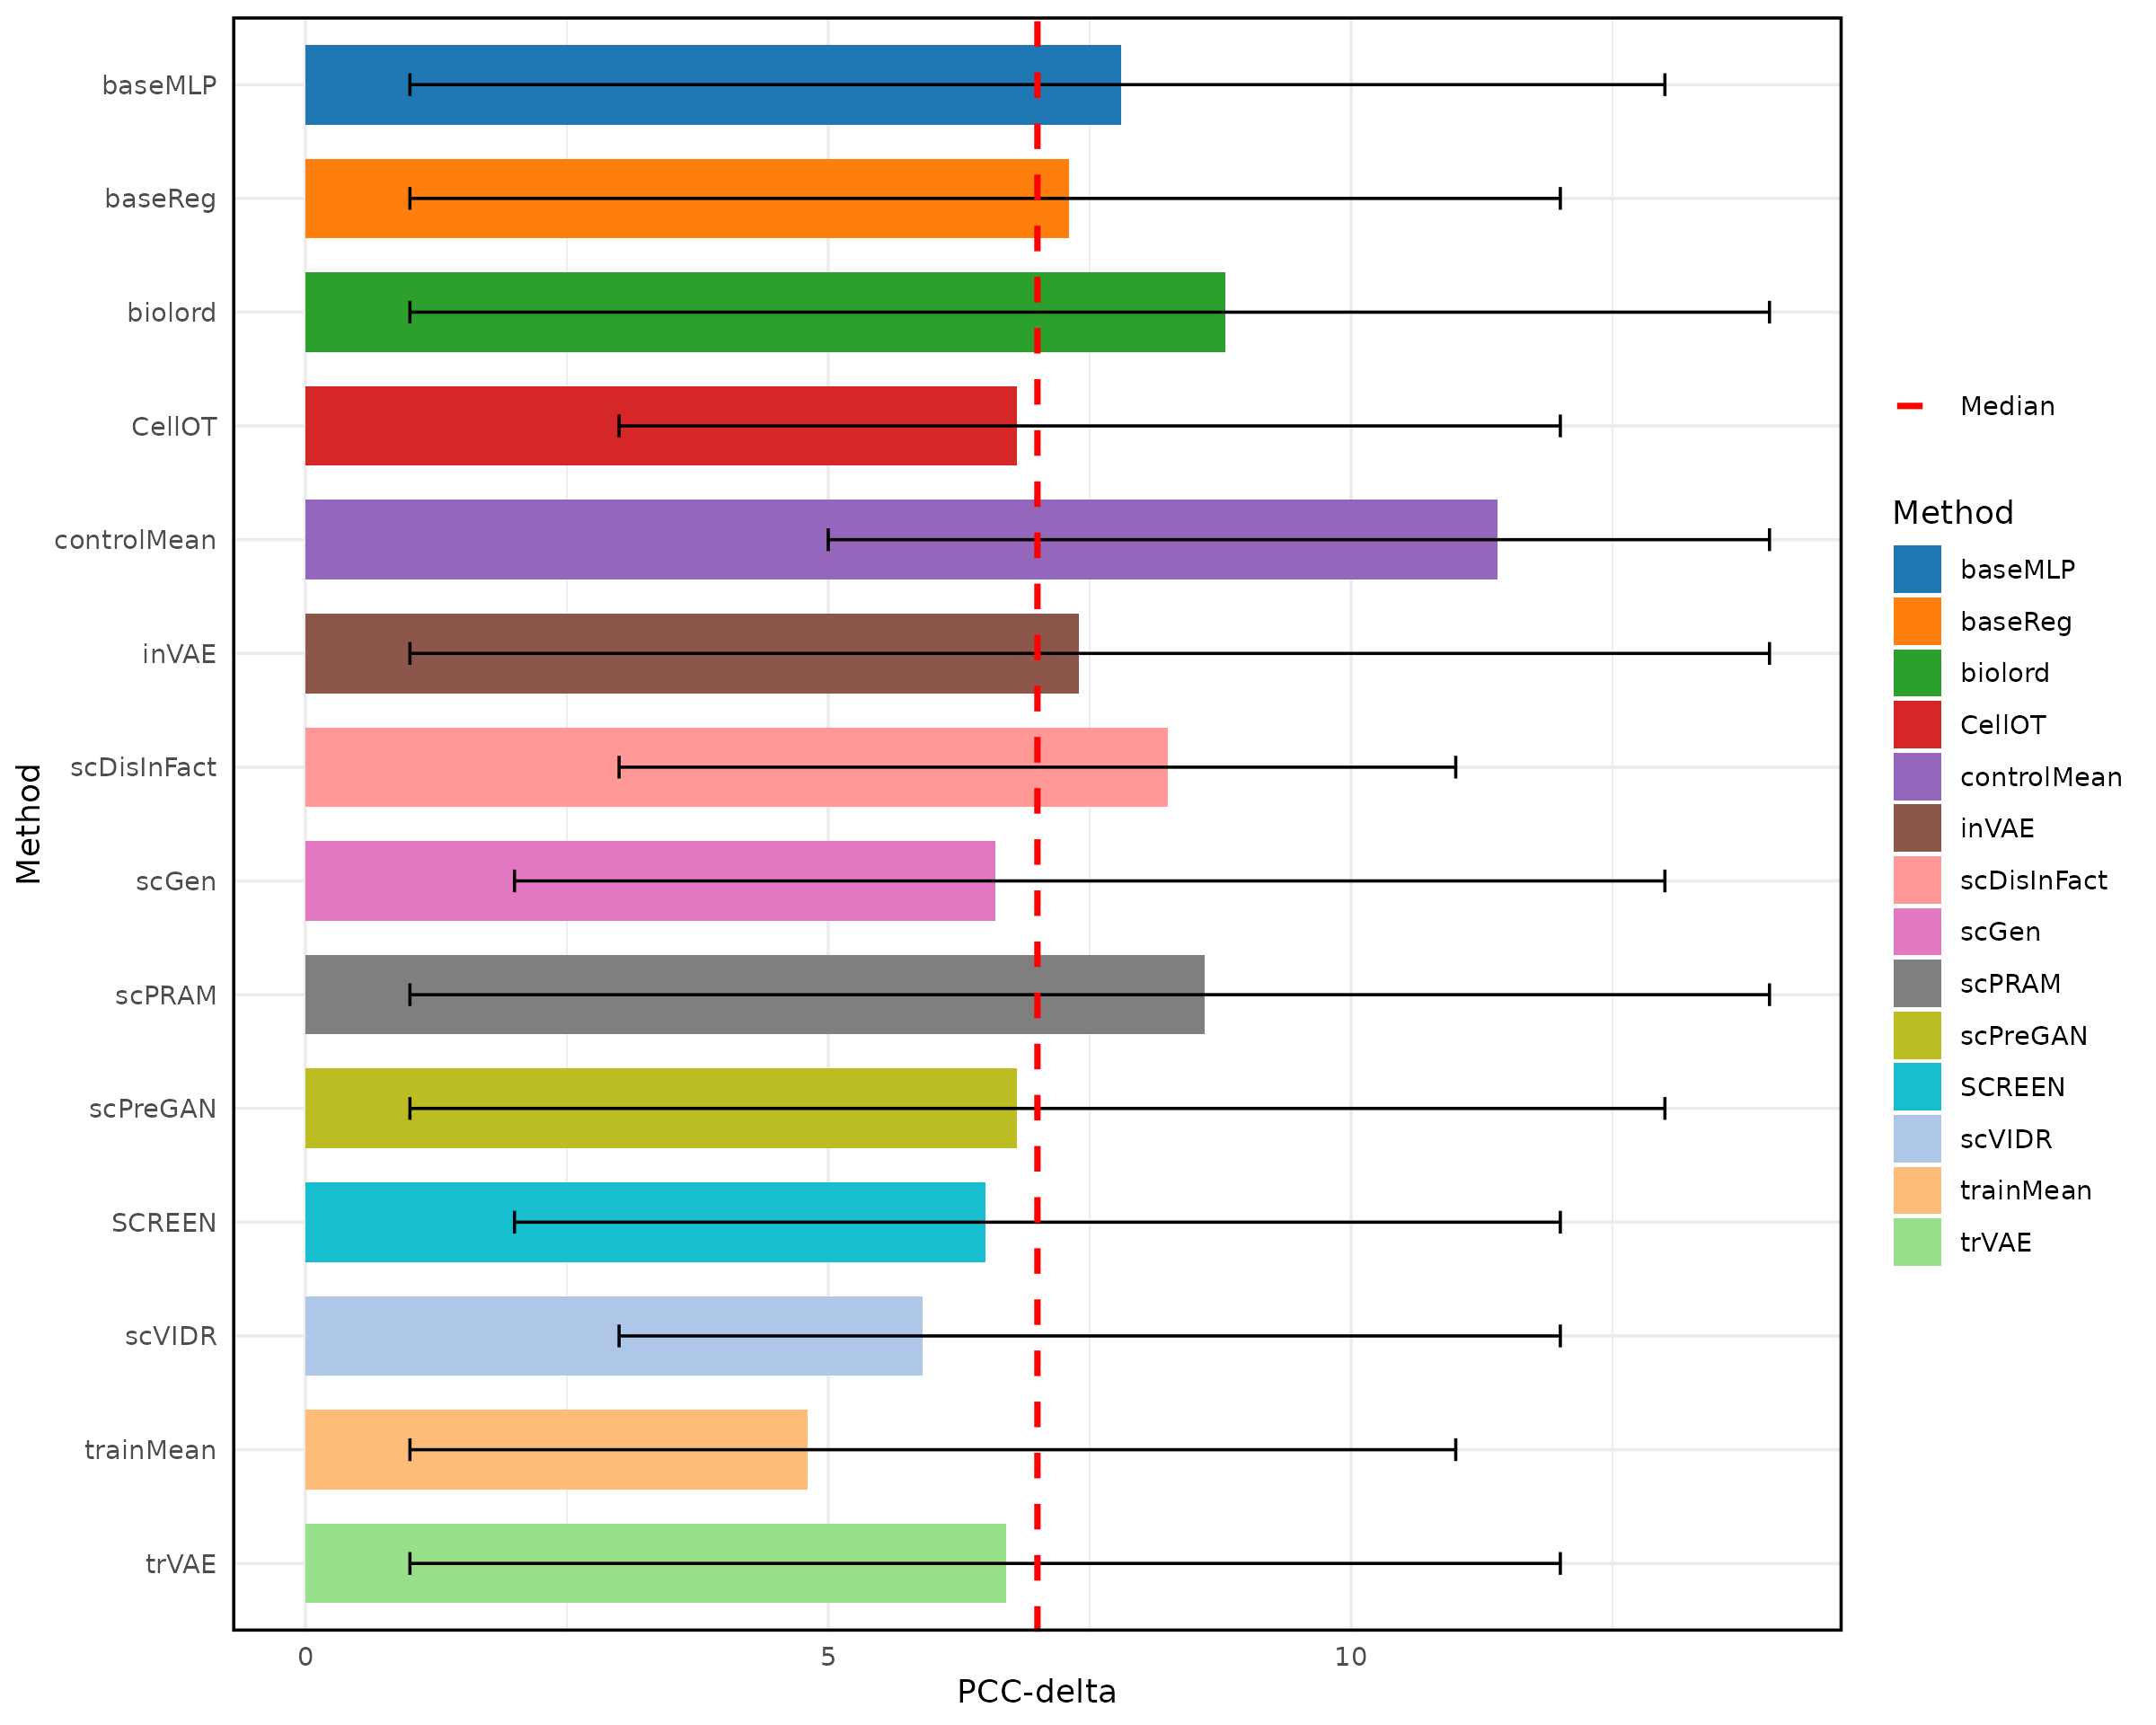 Method
baseMLP
baseReg
biolord
CellOT
controlMean
inVAE
scDisInFact
scGen
scPRAM
scPreGAN
SCREEN
scVIDR
trainMean
trVAE
0 5 10
PCC-delta
Median
Method
baseMLP
baseReg
biolord
CellOT
controlMean
inVAE
scDisInFact
scGen
scPRAM
scPreGAN
SCREEN
scVIDR
trainMean
trVAE